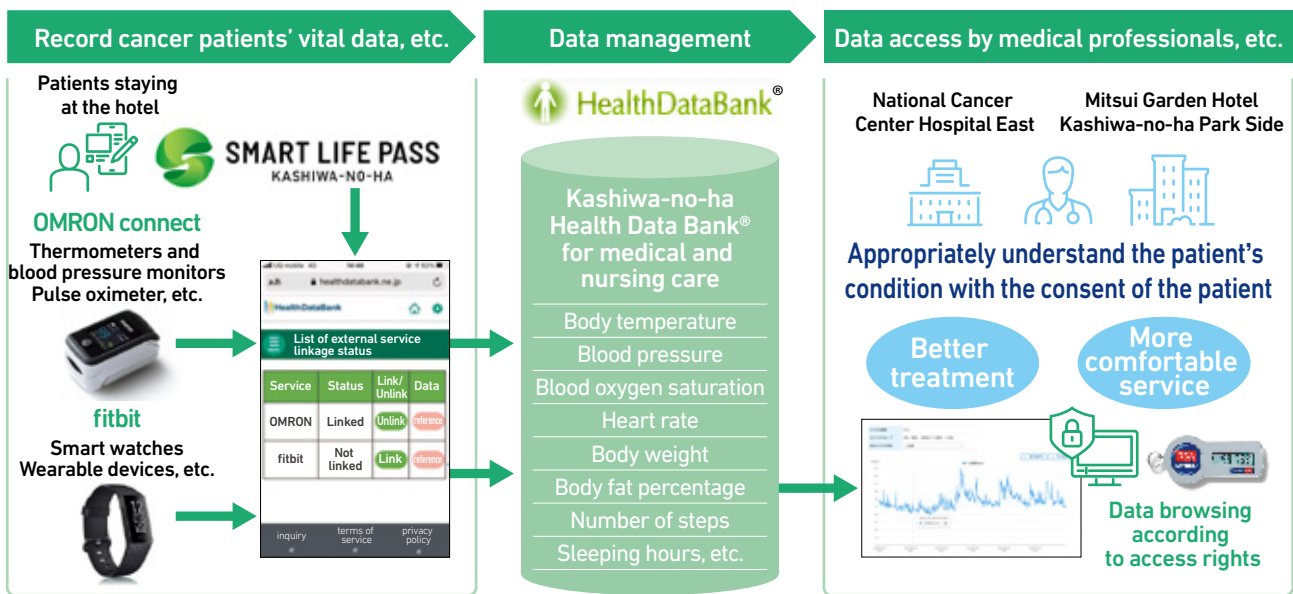 Record cancer patients' vital data, etc.
Data management
Data access by medical professionals, etc.
Patients staying
at the hotel
SMART LIFE PASS
KASHIWA-NO-HA
OMRON connect
Thermometers and
blood pressure monitors
Pulse oximeter, etc.
fitbit
Smart watches
Wearable devices, etc.
healthdatabank.ne.jp
HealthDataBank
List of external service
linkage status
Service Status Link/ Data
Unlink
OMRON Linked Unlink reference
fitbit Not Link reference
linked
inquiry terms of privacy
service policy
HealthDataBank®
Kashiwa-no-ha
Health Data Bank®
for medical and
nursing care
Body temperature
Blood pressure
Blood oxygen saturation
Heart rate
Body weight
Body fat percentage
Number of steps
Sleeping hours, etc.
National Cancer
Center Hospital East
Mitsui Garden Hotel
Kashiwa-no-ha Park Side
Appropriately understand the patient's
condition with the consent of the patient
Better
treatment
More
comfortable
service
Data browsing
according
to access rights